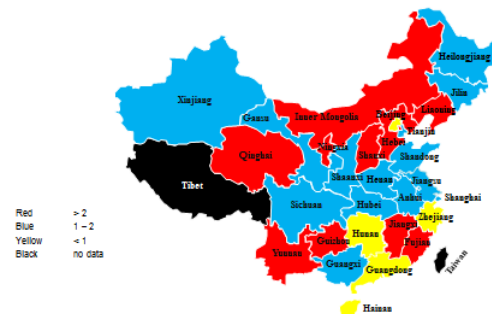 Heilongjiang
Jilin
Xinjiang
Gansu
Inner Mongolia
Beijing
Liaoning
Tianjin
Hebei
Ningxia
Shanxi
Qinghai
Shandong
Shaanxi
Henan
Jiangsu
Tibet
Sichuan
Hubei
Anhui
Shanghai
Zhejiang
Hunan
Jiangxi
Guizhou
Fujian
Yunnan
Guangxi
Guangdong
Taiwan
Hainan
Red > 2
Blue 1 – 2
Yellow < 1
Black no data